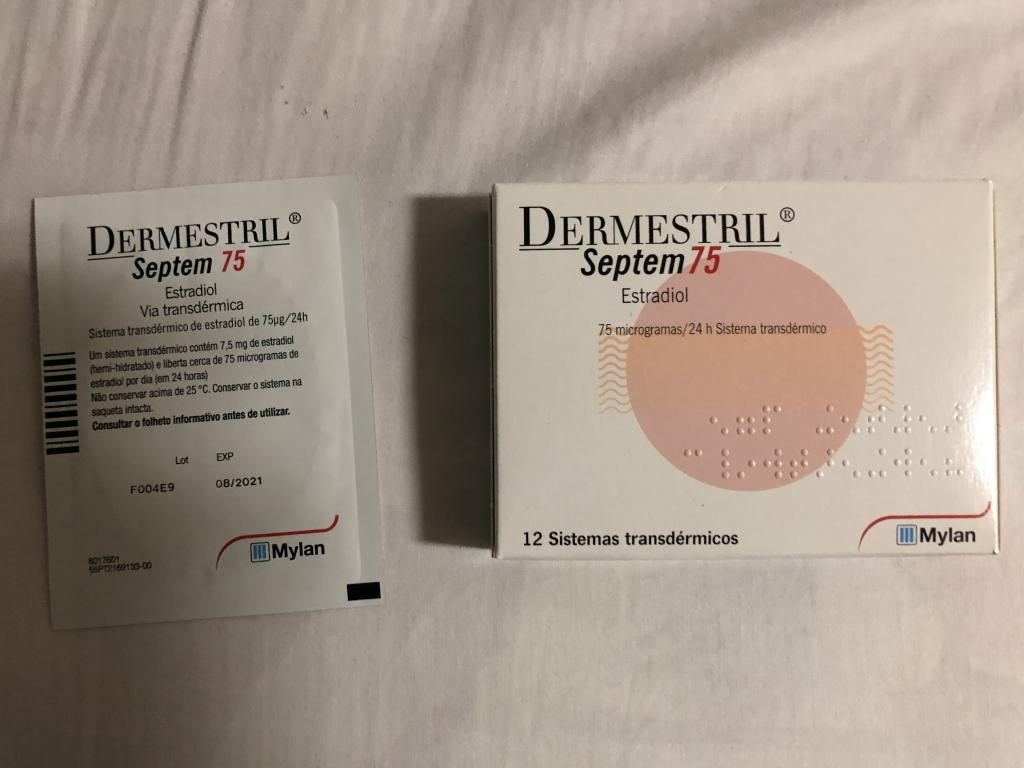 DERMESTRIL®
Septem 75
Estradiol
Via transdérmica
Sistema transdérmico de estradiol de 75µg/24h
Um sistema transdérmico contém 7,5 mg de estradiol
(hemi-hidratado) e liberta cerca de 75 microgramas de
estradiol por dia (em 24 horas)
Não conservar acima de 25 °C. Conservar o sistema na
saqueta intacta.
Consultar o folheto informativo antes de utilizar.
Lot EXP
F004E9 08/2021
Mylan
6017601
55PT2169133-00
DERMESTRIL®
Septem 75
Estradiol
75 microgramas/24 h Sistema transdérmico
12 Sistemas transdérmicos
Mylan